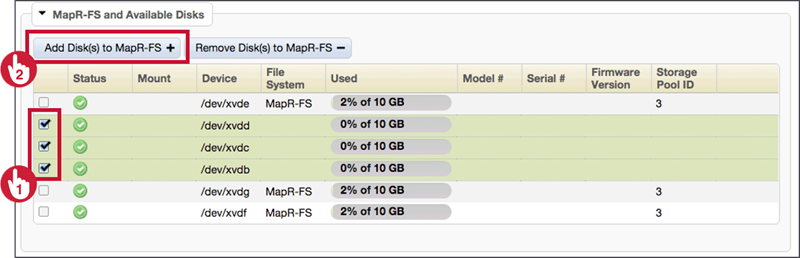 MapR-FS and Available Disks
Add Disk(s) to MapR-FS + Remove Disk(s) to MapR-FS −
2
Status Mount Device File System Used Model # Serial # Firmware Version Storage Pool ID
/dev/xvde MapR-FS 2% of 10 GB 3
/dev/xvdd 0% of 10 GB
/dev/xvdc 0% of 10 GB
/dev/xvdb 0% of 10 GB
1
/dev/xvdg MapR-FS 2% of 10 GB 3
/dev/xvdf MapR-FS 2% of 10 GB 3